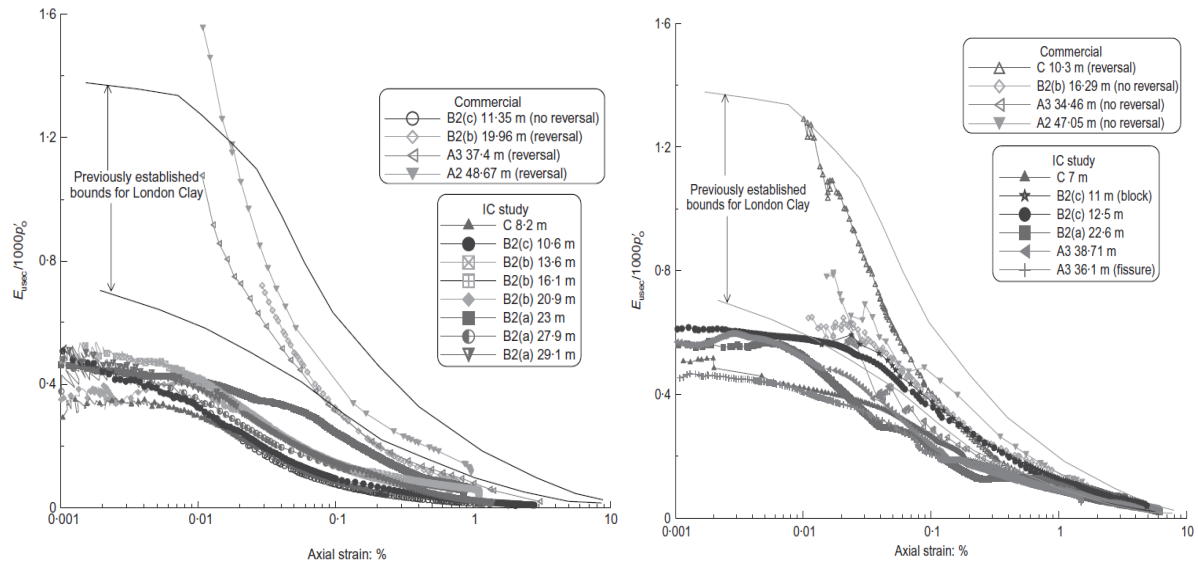 1·6
1·2
0·8
0·4
0
E_usec/1000p′_o
Previously established
bounds for London Clay
Commercial
B2(c) 11·35 m (no reversal)
B2(b) 19·96 m (reversal)
A3 37·4 m (reversal)
A2 48·67 m (reversal)
IC study
C 8·2 m
B2(c) 10·6 m
B2(b) 13·6 m
B2(b) 16·1 m
B2(b) 20·9 m
B2(a) 23 m
B2(a) 27·9 m
B2(a) 29·1 m
0·001 0·01 0·1 1 10
Axial strain: %
1·6
1·2
0·8
0·4
0
E_usec/1000p′_o
Previously established
bounds for London Clay
Commercial
C 10·3 m (reversal)
B2(b) 16·29 m (no reversal)
A3 34·46 m (no reversal)
A2 47·05 m (no reversal)
IC study
C 7 m
B2(c) 11 m (block)
B2(c) 12·5 m
B2(a) 22·6 m
A3 38·71 m
A3 36·1 m (fissure)
0·001 0·01 0·1 1 10
Axial strain: %